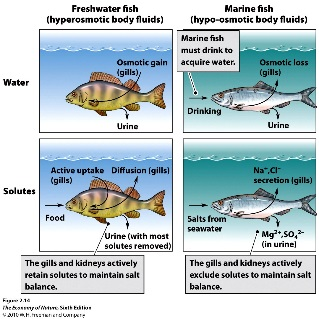 Freshwater fish
(hyperosmotic body fluids)
Marine fish
(hypo-osmotic body fluids)
Water
Osmotic gain
(gills)
Urine
Marine fish
must drink to
acquire water.
Osmotic loss
(gills)
Drinking
Urine
Solutes
Active uptake
(gills)
Diffusion (gills)
Food
Urine (with most
solutes removed)
The gills and kidneys actively
retain solutes to maintain salt
balance.
Na⁺,Cl⁻
secretion (gills)
Salts from
seawater
Mg²⁺,SO₄²⁻
(in urine)
The gills and kidneys actively
exclude solutes to maintain salt
balance.
Figure 2.14
The Economy of Nature, Sixth Edition
© 2010 W.H. Freeman and Company